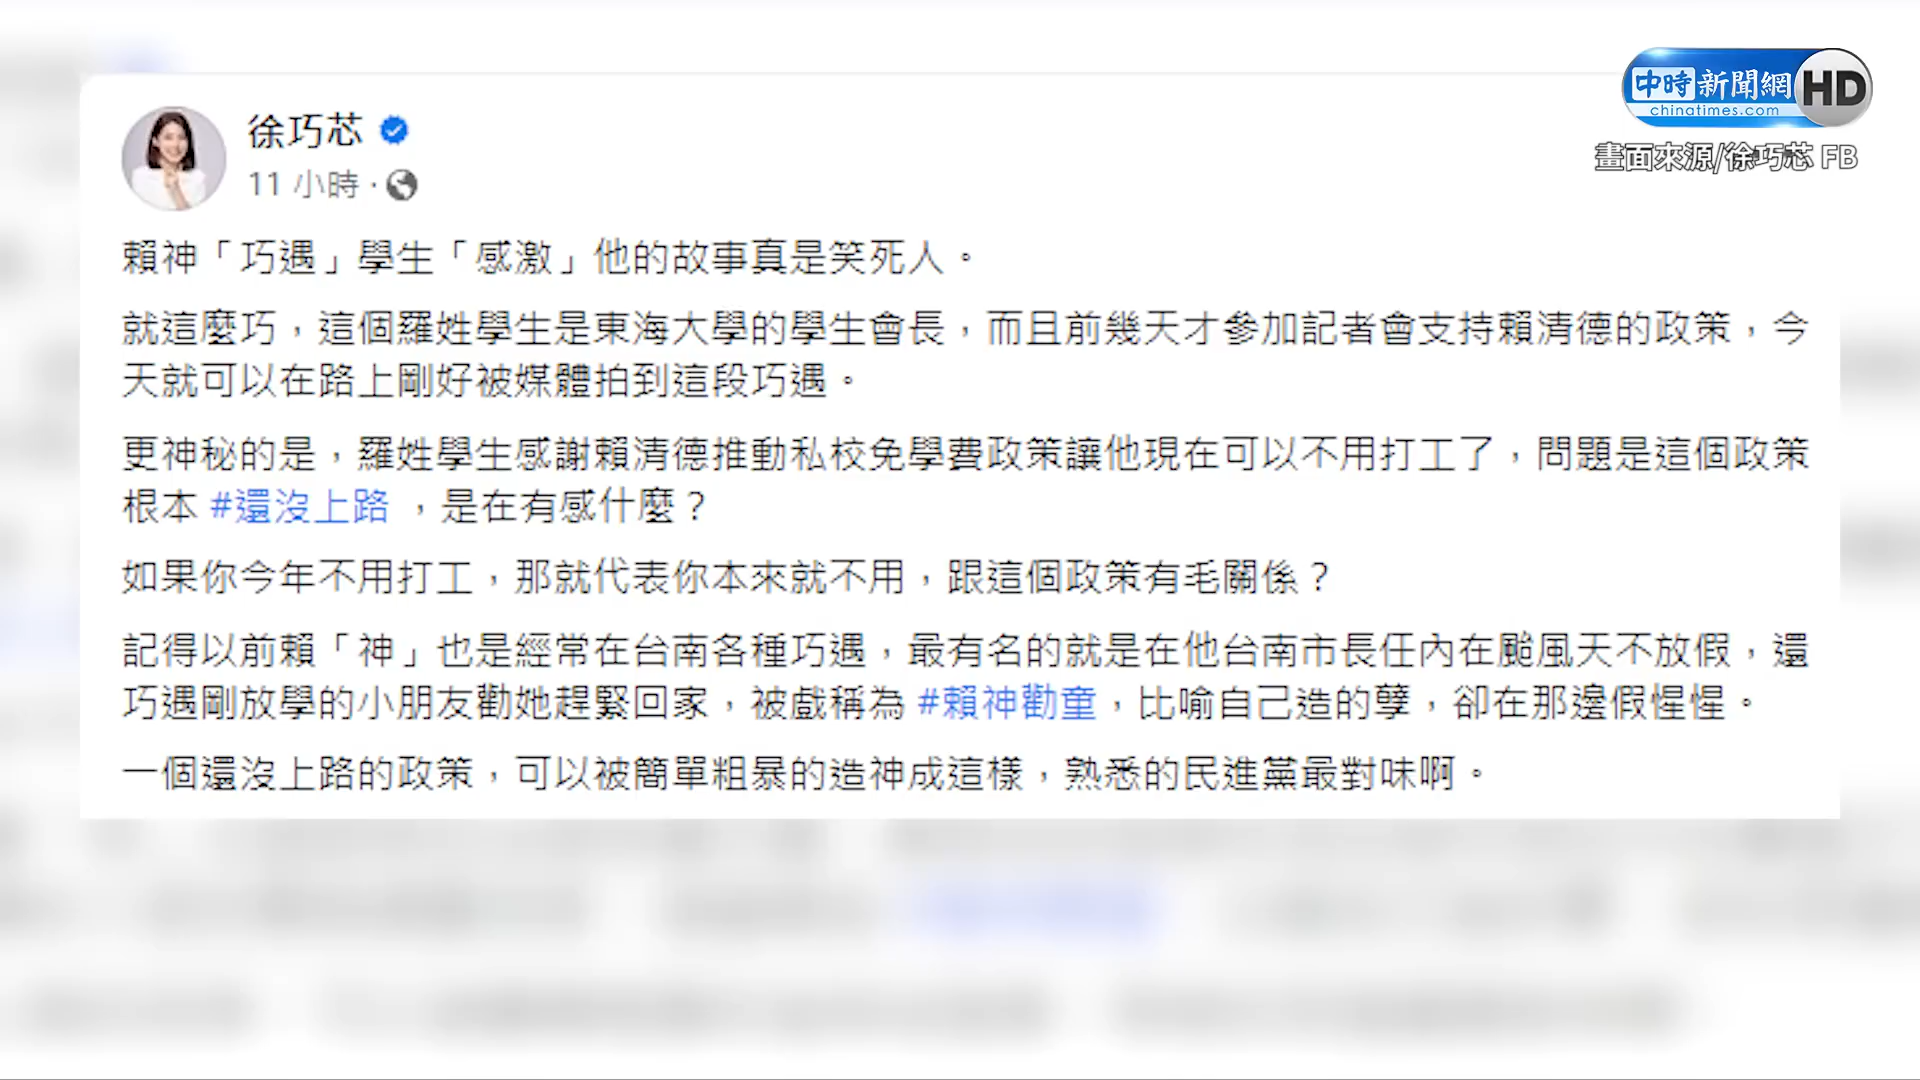 中時新聞網 HD
chinatimes.com
畫面來源/徐巧芯 FB
徐巧芯
11 小時 ·
賴神「巧遇」學生「感激」他的故事真是笑死人。
就這麼巧，這個羅姓學生是東海大學的學生會長，而且前幾天才參加記者會支持賴清德的政策，今
天就可以在路上剛好被媒體拍到這段巧遇。
更神秘的是，羅姓學生感謝賴清德推動私校免學費政策讓他現在可以不用打工了，問題是這個政策
根本 #還沒上路 ，是在有感什麼？
如果你今年不用打工，那就代表你本來就不用，跟這個政策有毛關係？
記得以前賴「神」也是經常在台南各種巧遇，最有名的就是在他台南市長任內在颱風天不放假，還
巧遇剛放學的小朋友勸她趕緊回家，被戲稱為 #賴神勸童，比喻自己造的孽，卻在那邊假惺惺。
一個還沒上路的政策，可以被簡單粗暴的造神成這樣，熟悉的民進黨最對味啊。